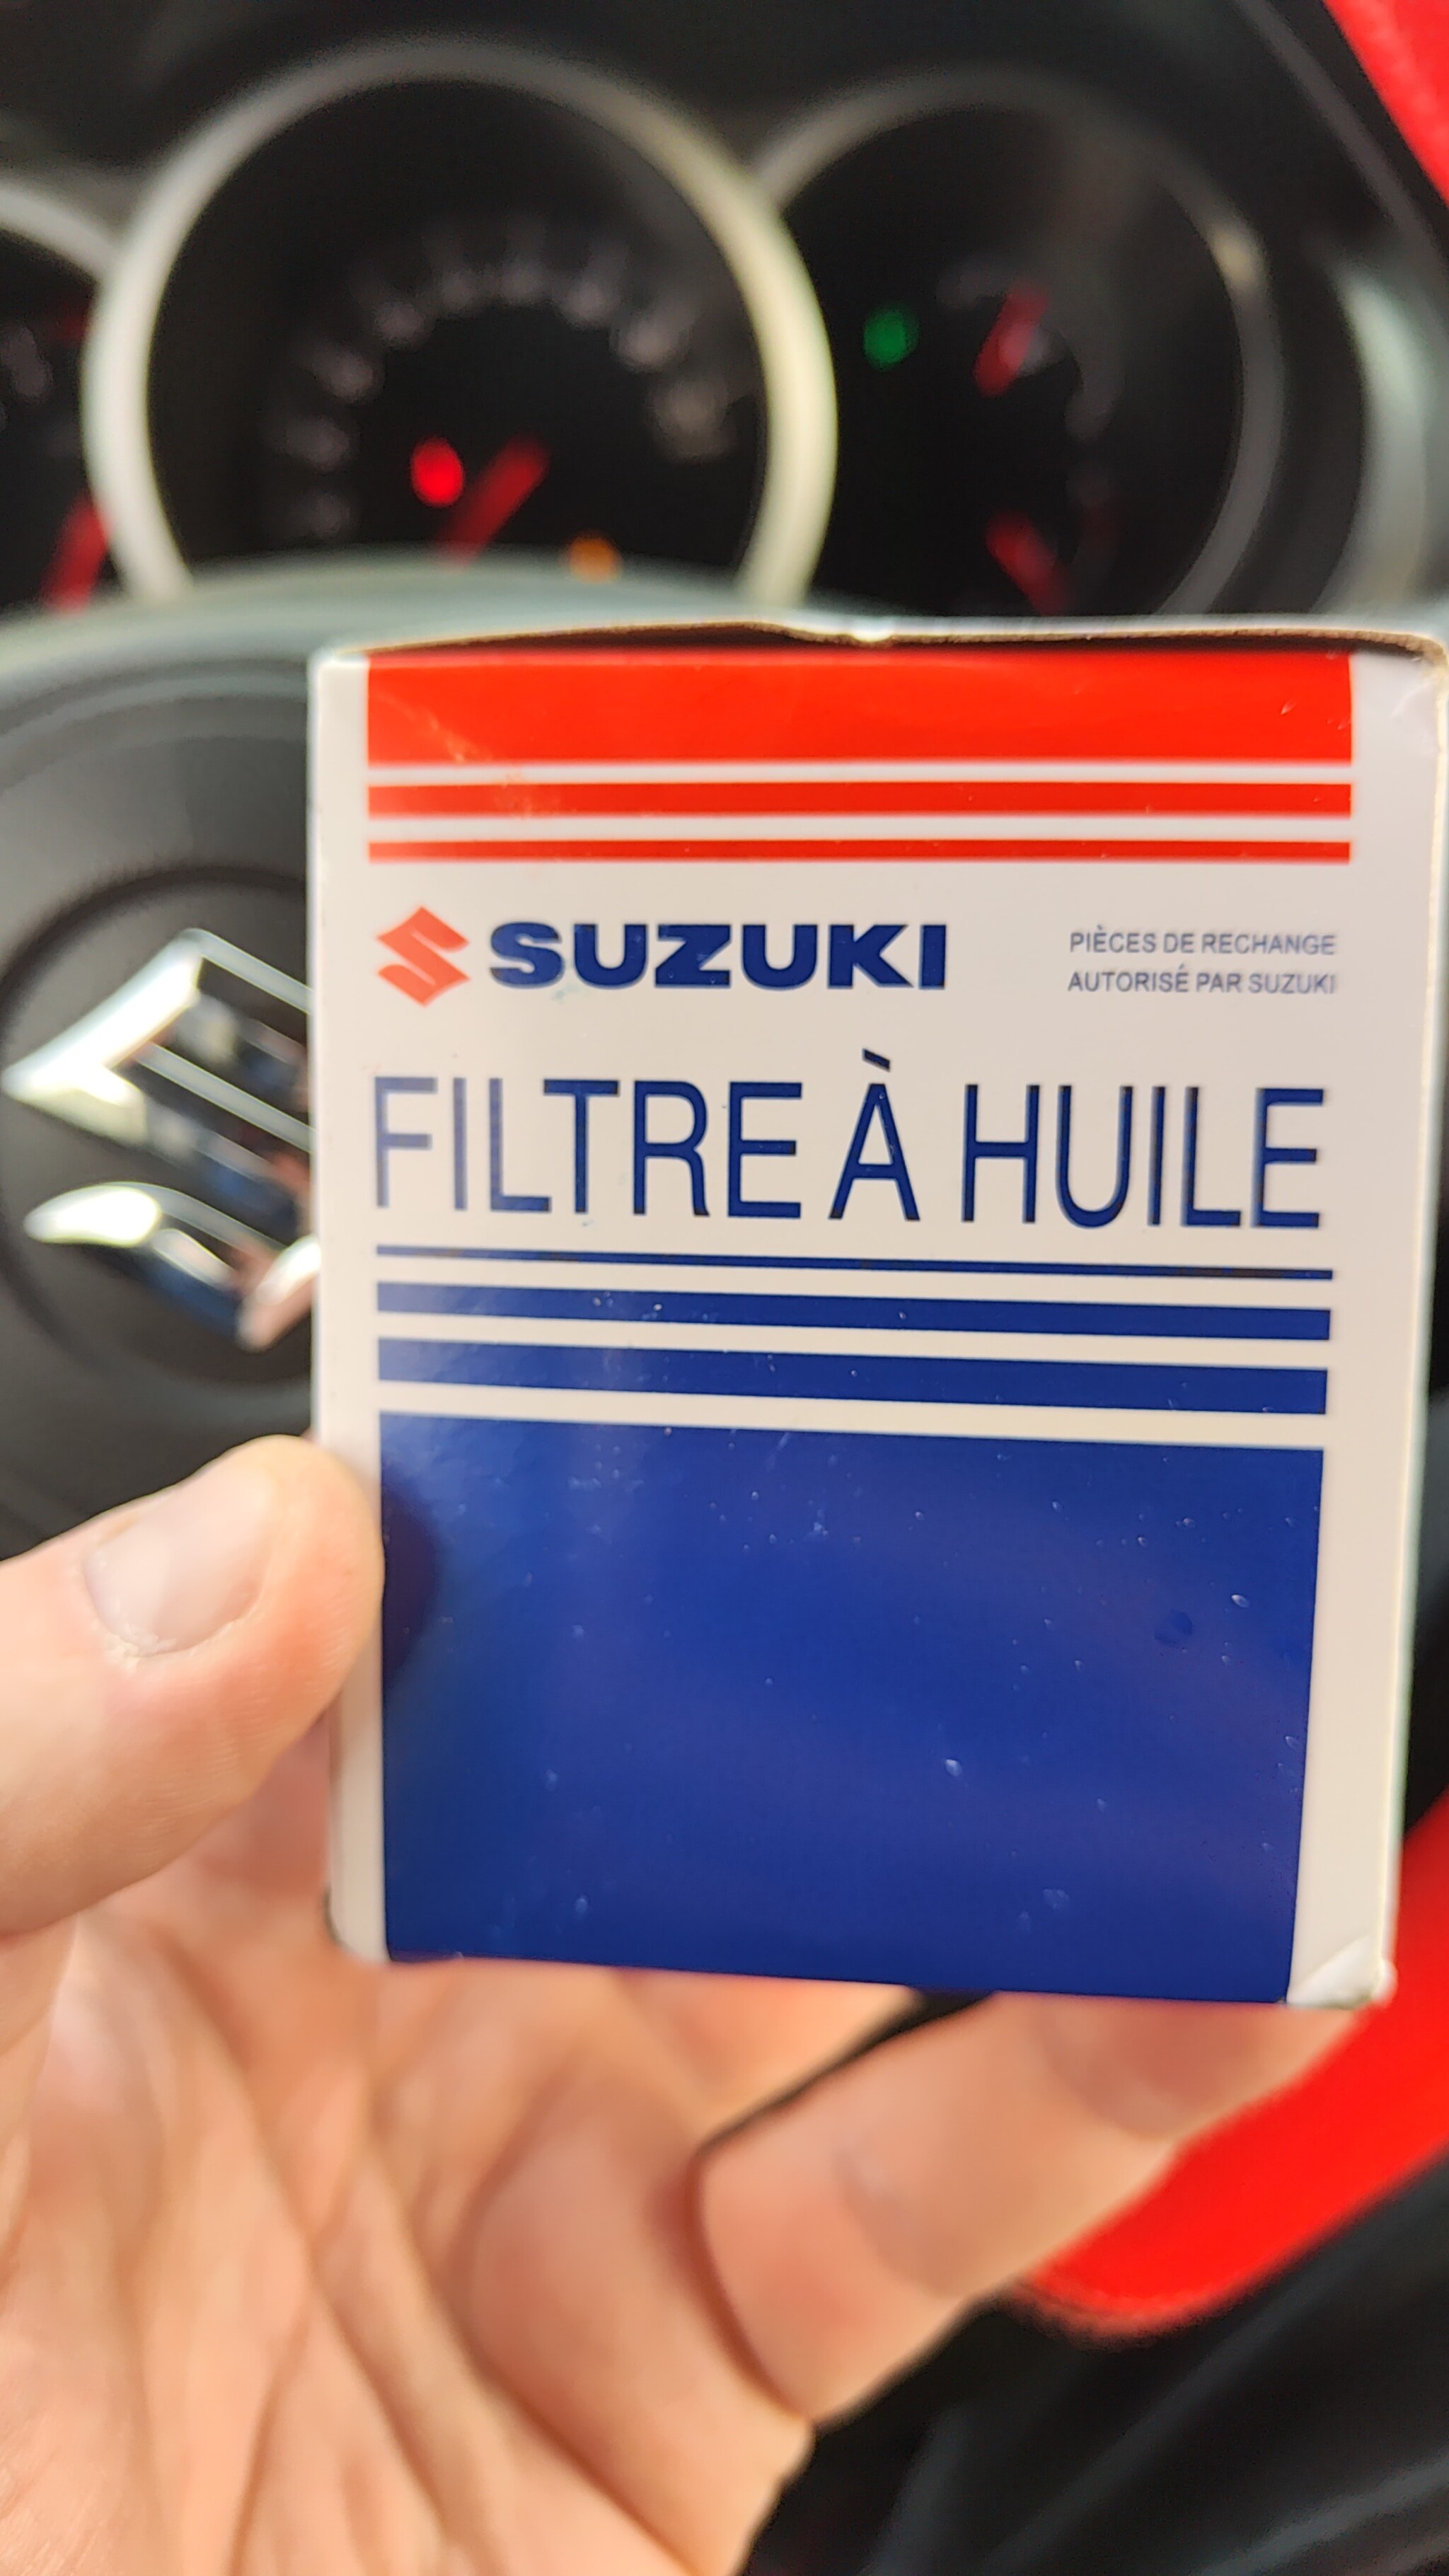 SUZUKI
PIÈCES DE RECHANGE
AUTORISÉ PAR SUZUKI
FILTRE À HUILE